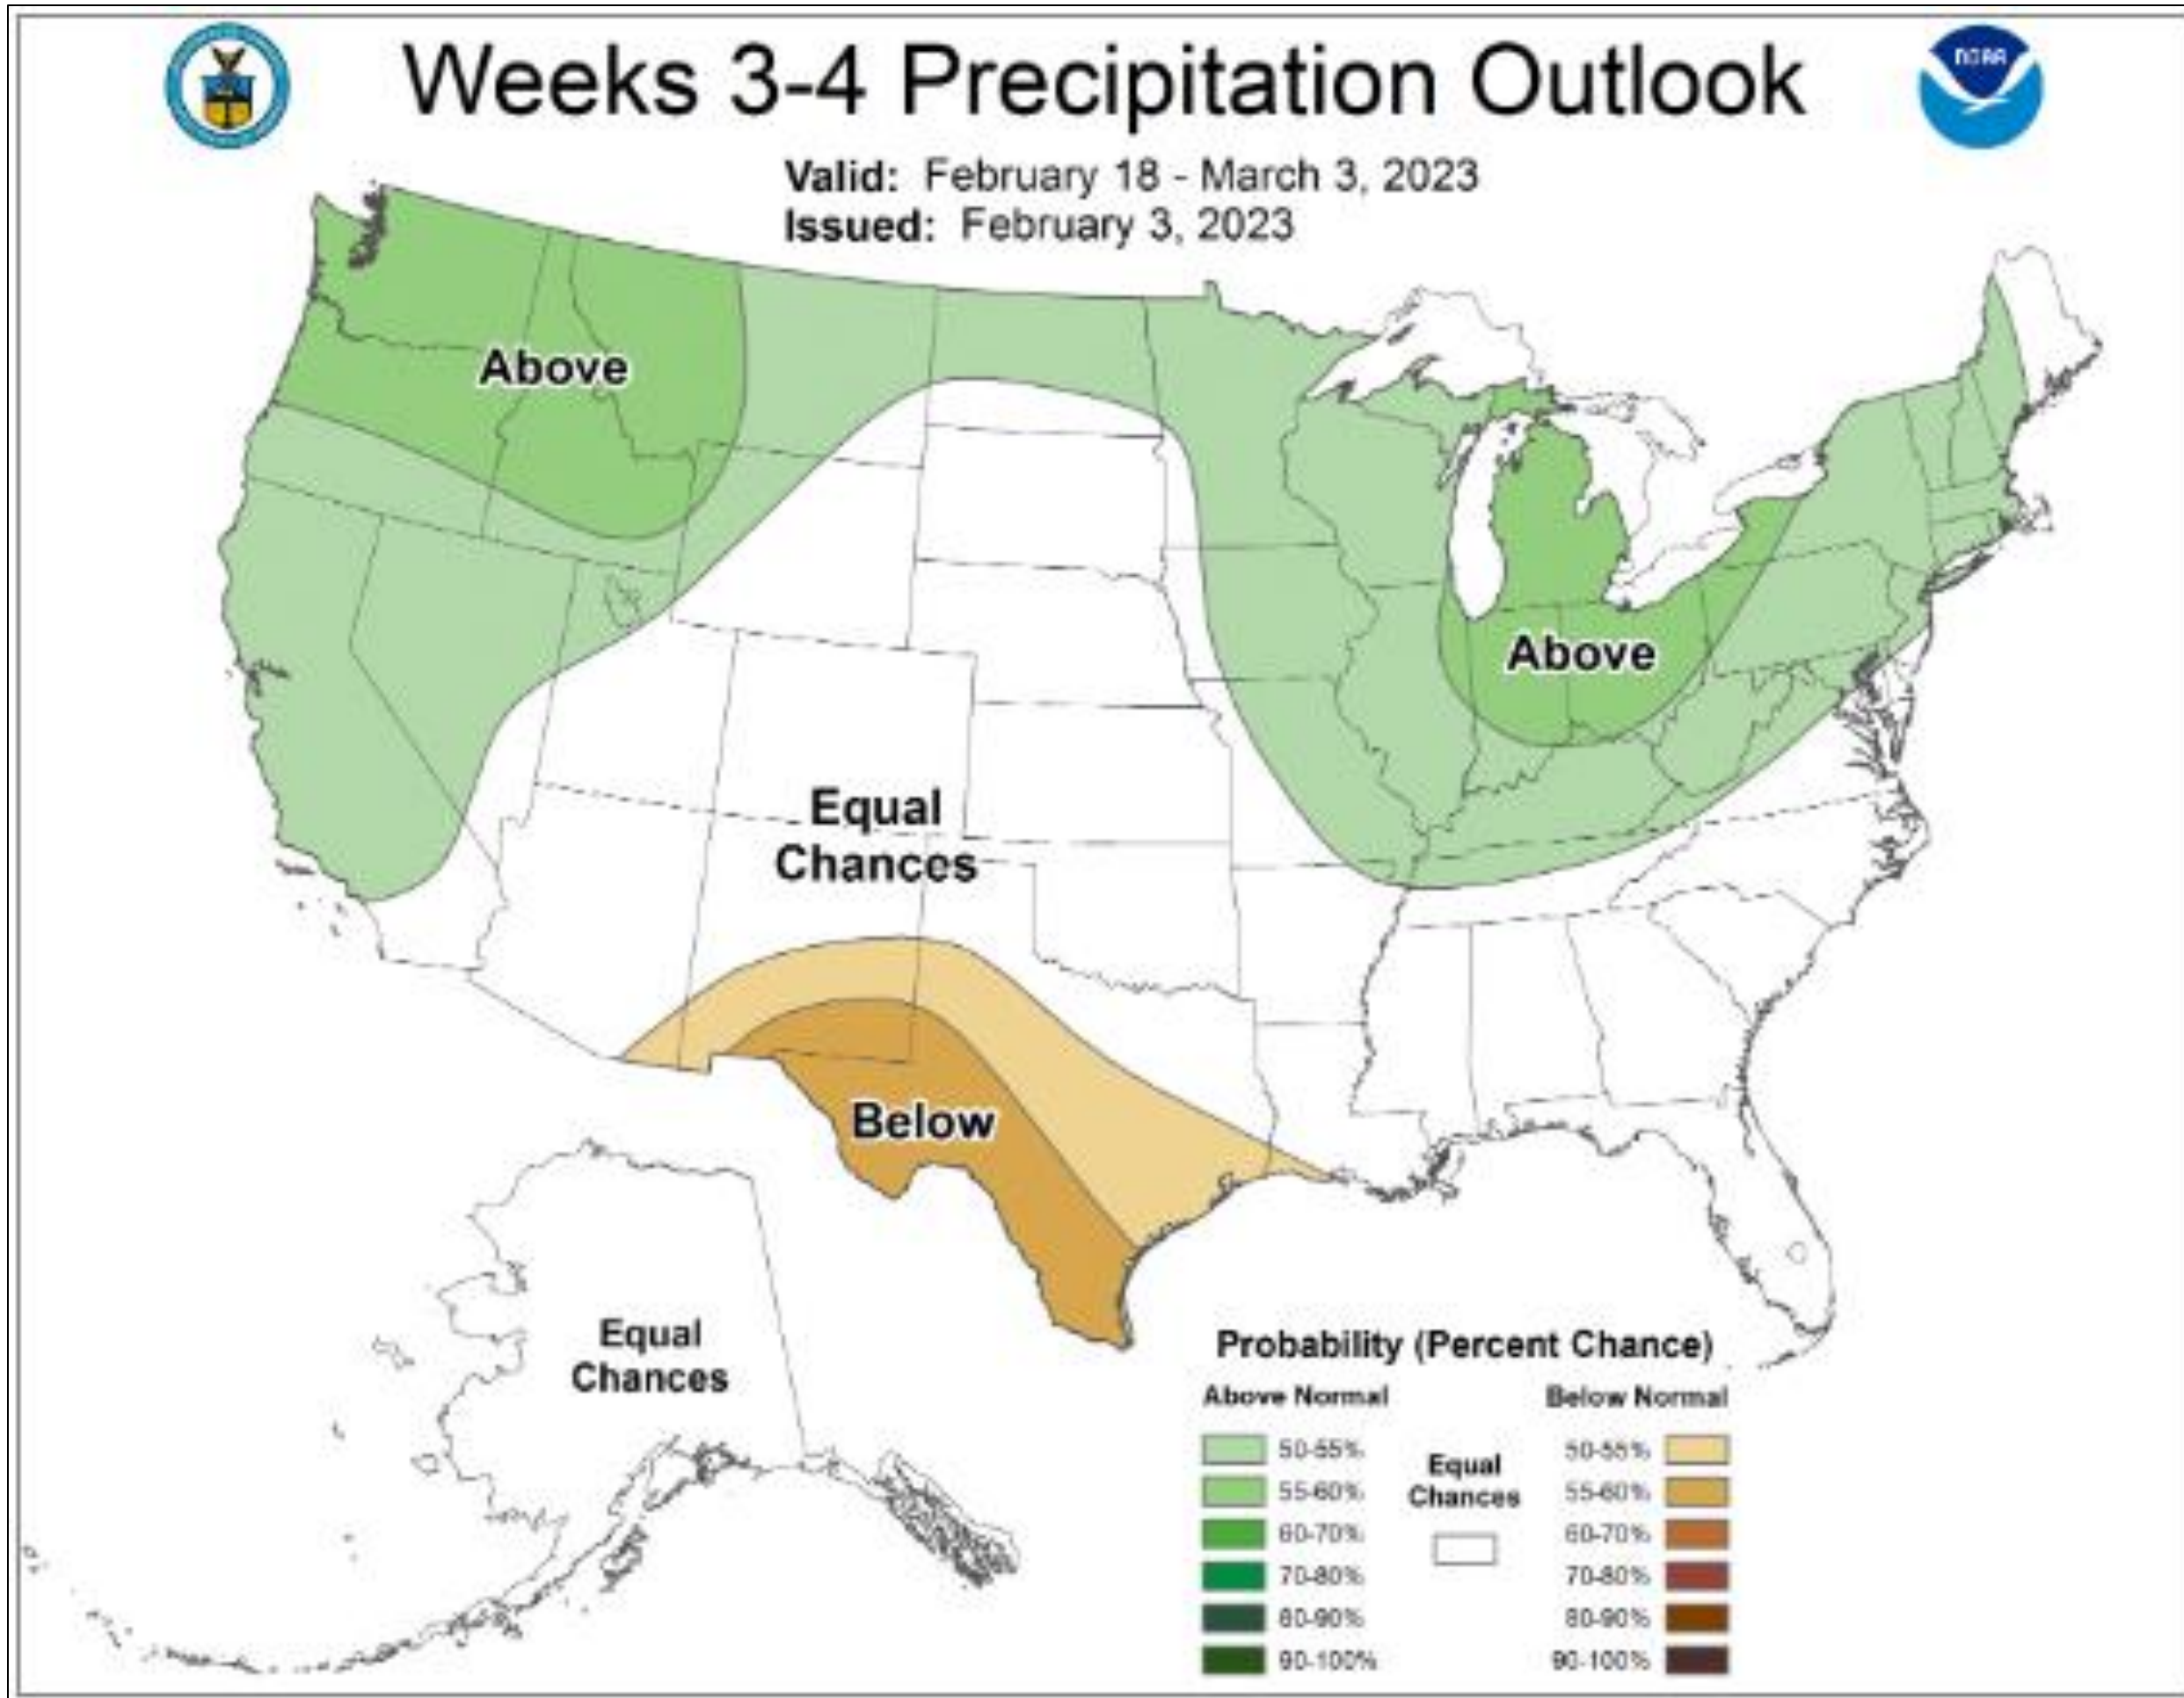 Weeks 3-4 Precipitation Outlook
noaa
Valid: February 18 - March 3, 2023
Issued: February 3, 2023
Above
Above
Equal
Chances
Below
Equal
Chances
Probability (Percent Chance)
Above Normal
Below Normal
50-55%
55-60%
60-70%
70-80%
80-90%
90-100%
Equal
Chances
50-55%
55-60%
60-70%
70-80%
80-90%
90-100%